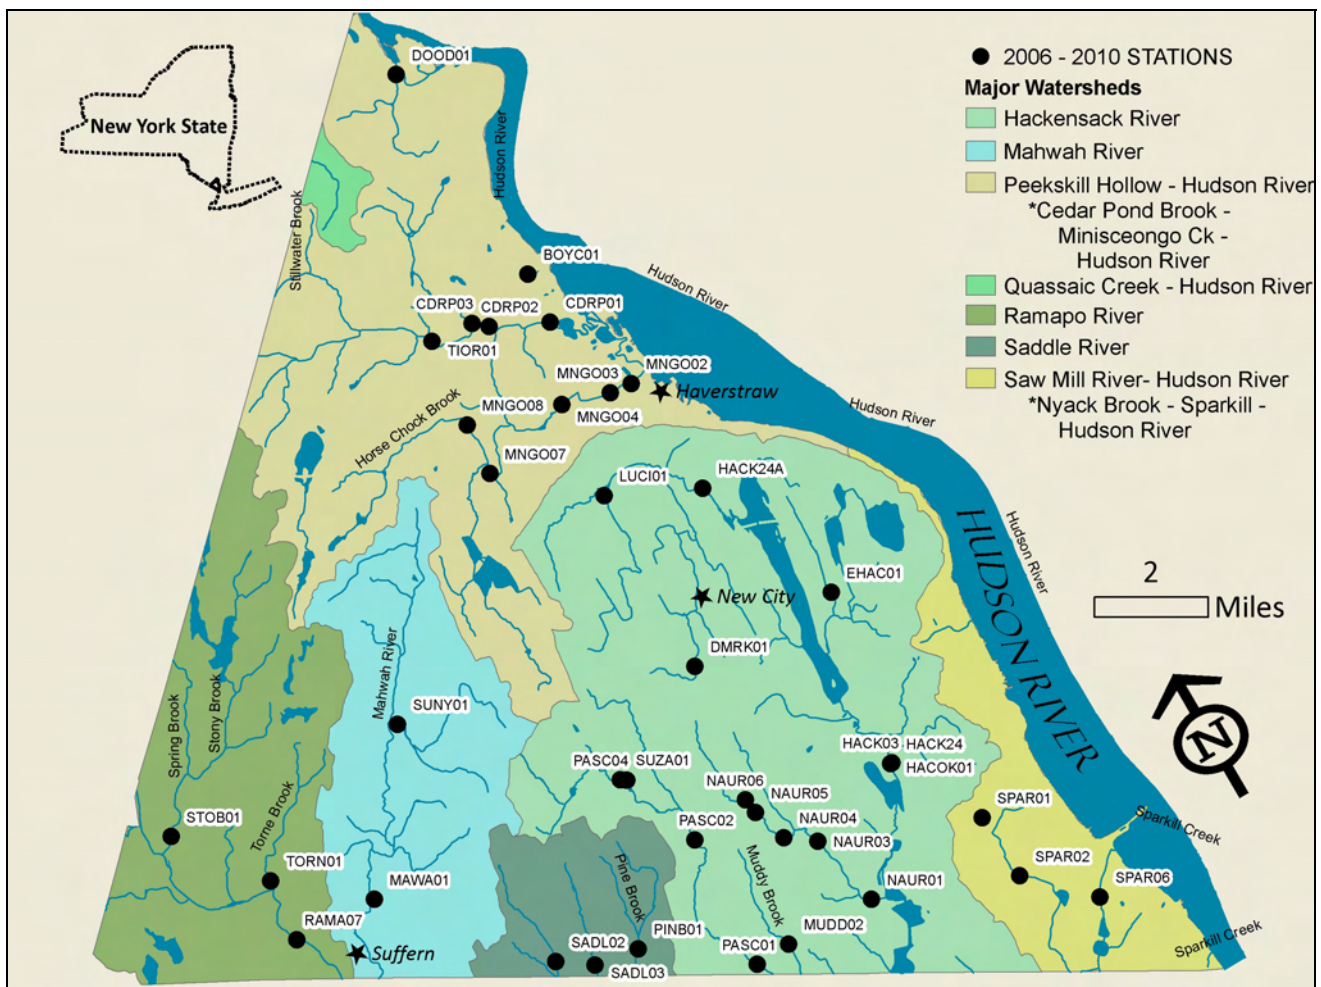 DOOD01
2006 - 2010 STATIONS
Major Watersheds
Hackensack River
Mahwah River
Peekskill Hollow - Hudson River
*Cedar Pond Brook -
Minisceongo Ck -
Hudson River
Quassaic Creek - Hudson River
Ramapo River
Saddle River
Saw Mill River- Hudson River
*Nyack Brook - Sparkill -
Hudson River
New York State
Hudson River
Stillwater Brook
BOYC01
Hudson River
CDRP03
CDRP02
CDRP01
TIOR01
MNGO02
MNGO03
Haverstraw
MNGO08
MNGO04
Hudson River
Horse Chock Brook
MNGO07
LUCI01
HACK24A
HUDSON RIVER
Hudson River
2
Miles
EHAC01
New City
DMRK01
Mahwah River
SUNY01
Spring Brook
Stony Brook
N
HACK03
HACK24
HACOK01
PASC04
SUZA01
NAUR06
NAUR05
SPAR01
Sparkill Creek
STOB01
Torne Brook
PASC02
NAUR04
NAUR03
SPAR02
TORN01
MAWA01
Pine Brook
Muddy Brook
NAUR01
SPAR06
RAMA07
Suffern
SADL02
PINB01
SADL03
PASC01
MUDD02
Sparkill Creek